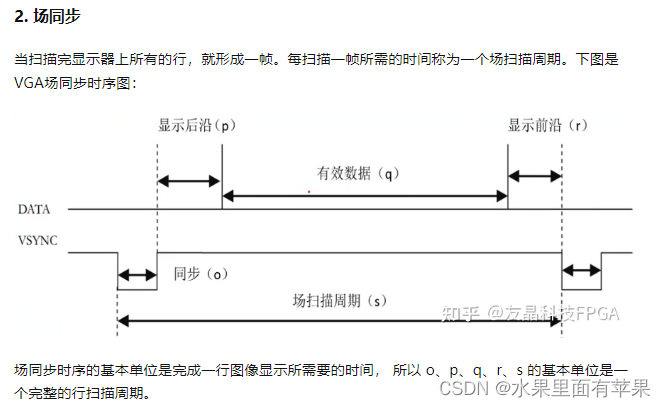 2. 场同步
当扫描完显示器上所有的行，就形成一帧。每扫描一帧所需的时间称为一个场扫描周期。下图是
VGA场同步时序图：
显示后沿（p）
显示前沿（r）
有效数据（q）
DATA
VSYNC
同步（o）
场扫描周期（s）
知乎 @友晶科技FPGA
场同步时序的基本单位是完成一行图像显示所需要的时间， 所以 o、p、q、r、s 的基本单位是一
个完整的行扫描周期。
CSDN @水果里面有苹果